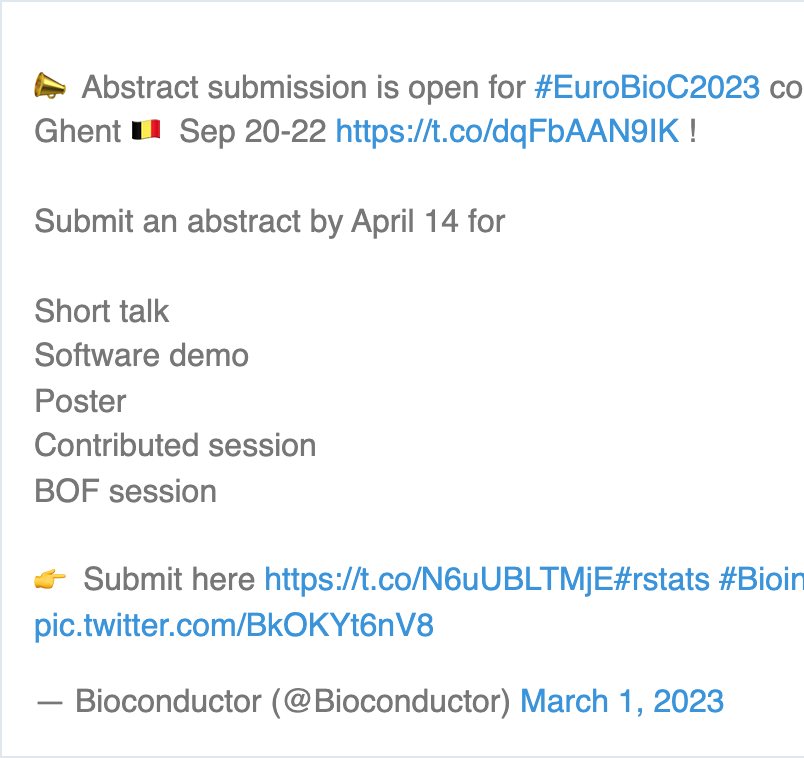 📣 Abstract submission is open for #EuroBioC2023 co
Ghent 🇧🇪 Sep 20-22 https://t.co/dqFbAAN9IK !
Submit an abstract by April 14 for
Short talk
Software demo
Poster
Contributed session
BOF session
👉 Submit here https://t.co/N6uUBLTMjE#rstats #Bioin
pic.twitter.com/BkOKYt6nV8
— Bioconductor (@Bioconductor) March 1, 2023